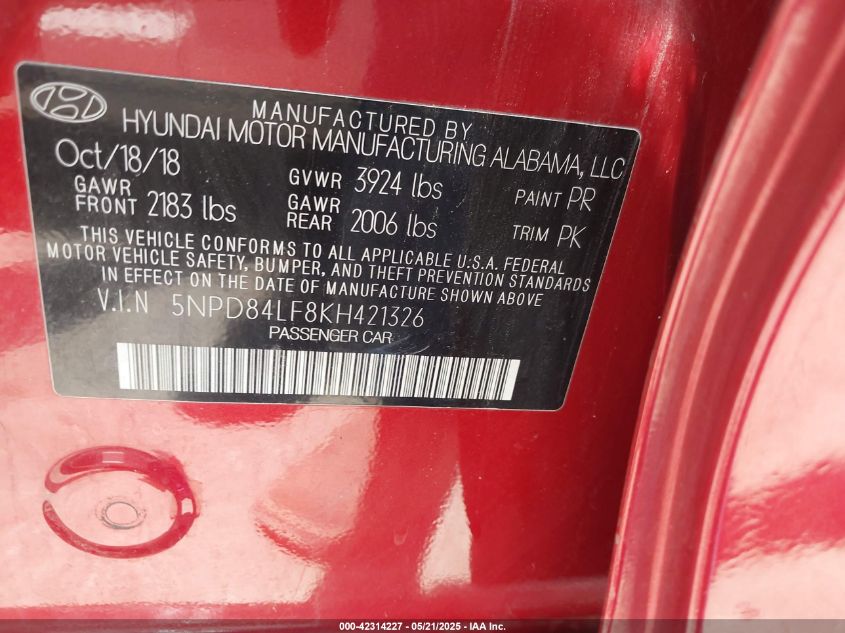 MANUFACTURED BY
HYUNDAI MOTOR MANUFACTURING ALABAMA, LLC
Oct/18/18 GVWR 3924 lbs PAINT PR
GAWR FRONT 2183 lbs GAWR REAR 2006 lbs TRIM PK
THIS VEHICLE CONFORMS TO ALL APPLICABLE U.S.A. FEDERAL
MOTOR VEHICLE SAFETY, BUMPER, AND THEFT PREVENTION STANDARDS
IN EFFECT ON THE DATE OF MANUFACTURE SHOWN ABOVE
V.I.N 5NPD84LF8KH421326
PASSENGER CAR
000-42314227 - 05/21/2025 - IAA Inc.